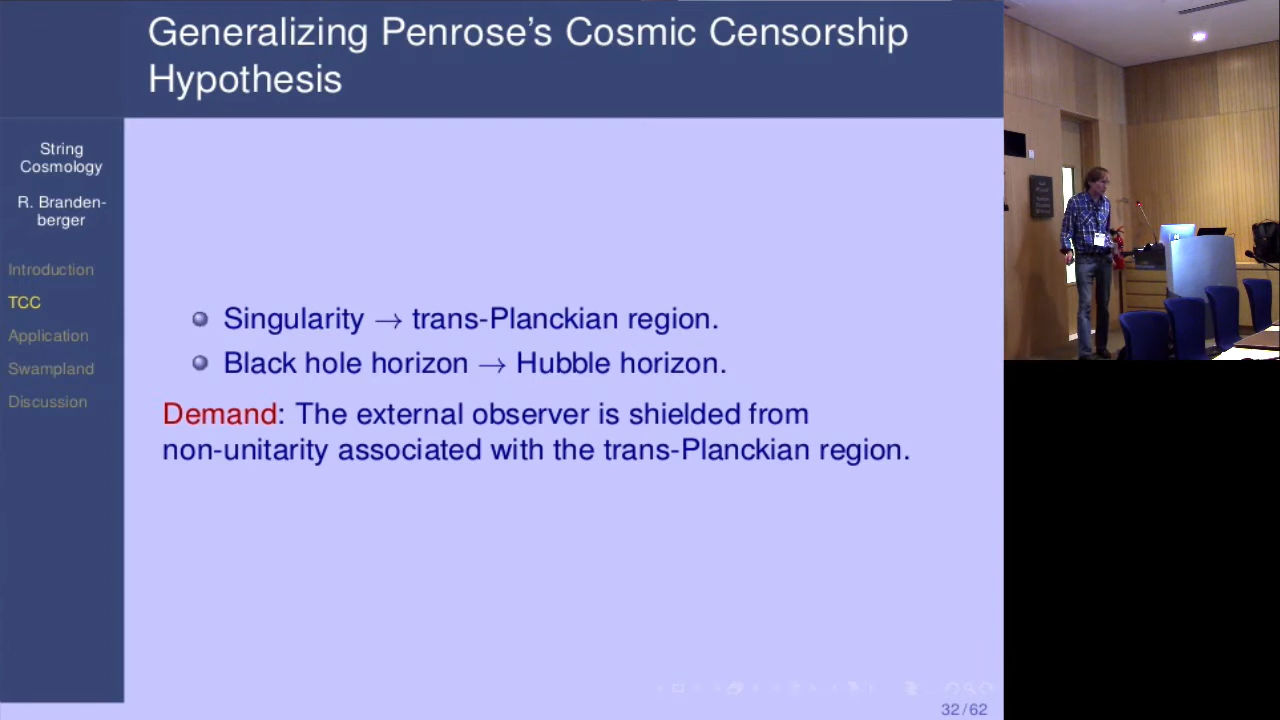 Generalizing Penrose's Cosmic Censorship
Hypothesis
String
Cosmology
R. Branden-
berger
Introduction
TCC
Application
Swampland
Discussion
Singularity → trans-Planckian region.
Black hole horizon → Hubble horizon.
Demand: The external observer is shielded from
non-unitarity associated with the trans-Planckian region.
32/62